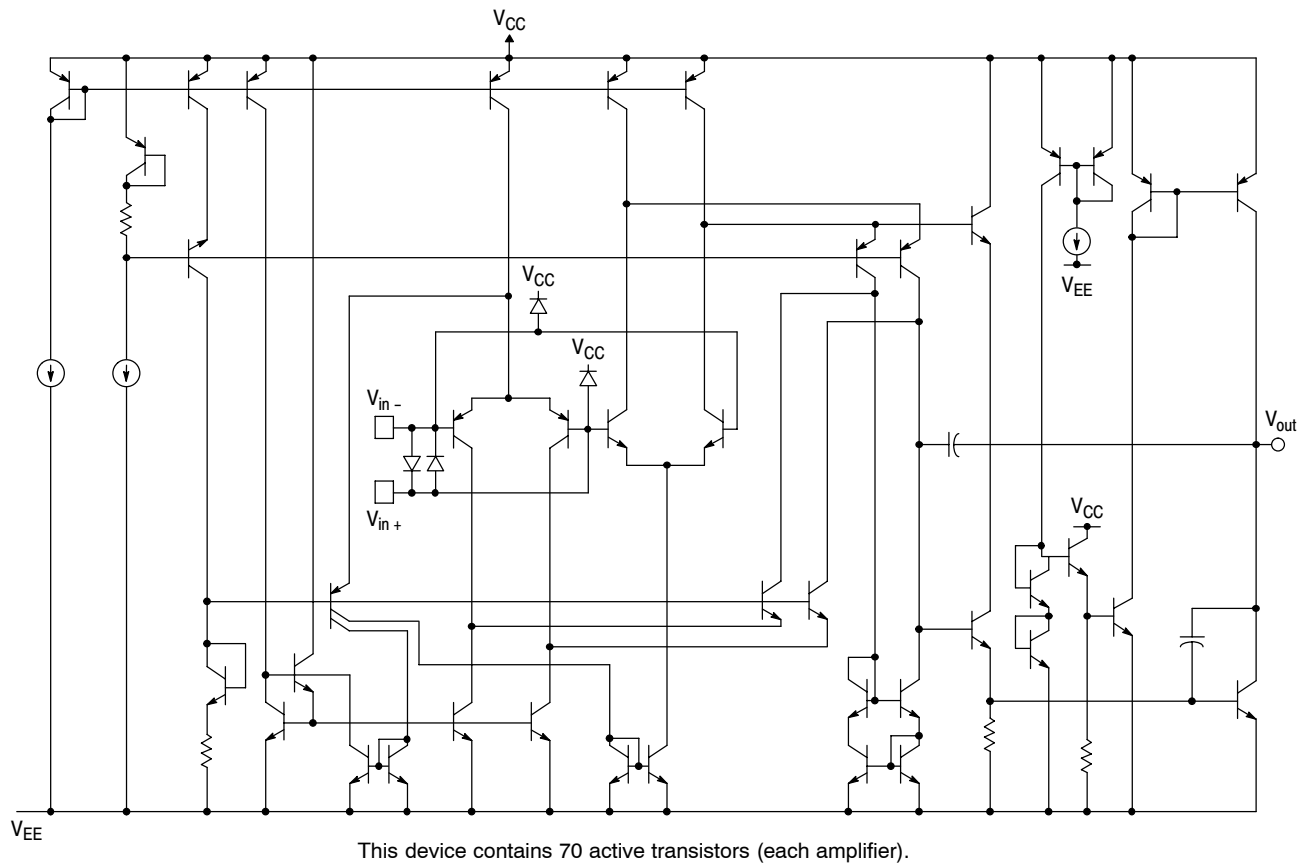 VCC
VCC
VCC
VEE
Vin –
Vout
Vin +
VCC
VEE
This device contains 70 active transistors (each amplifier).